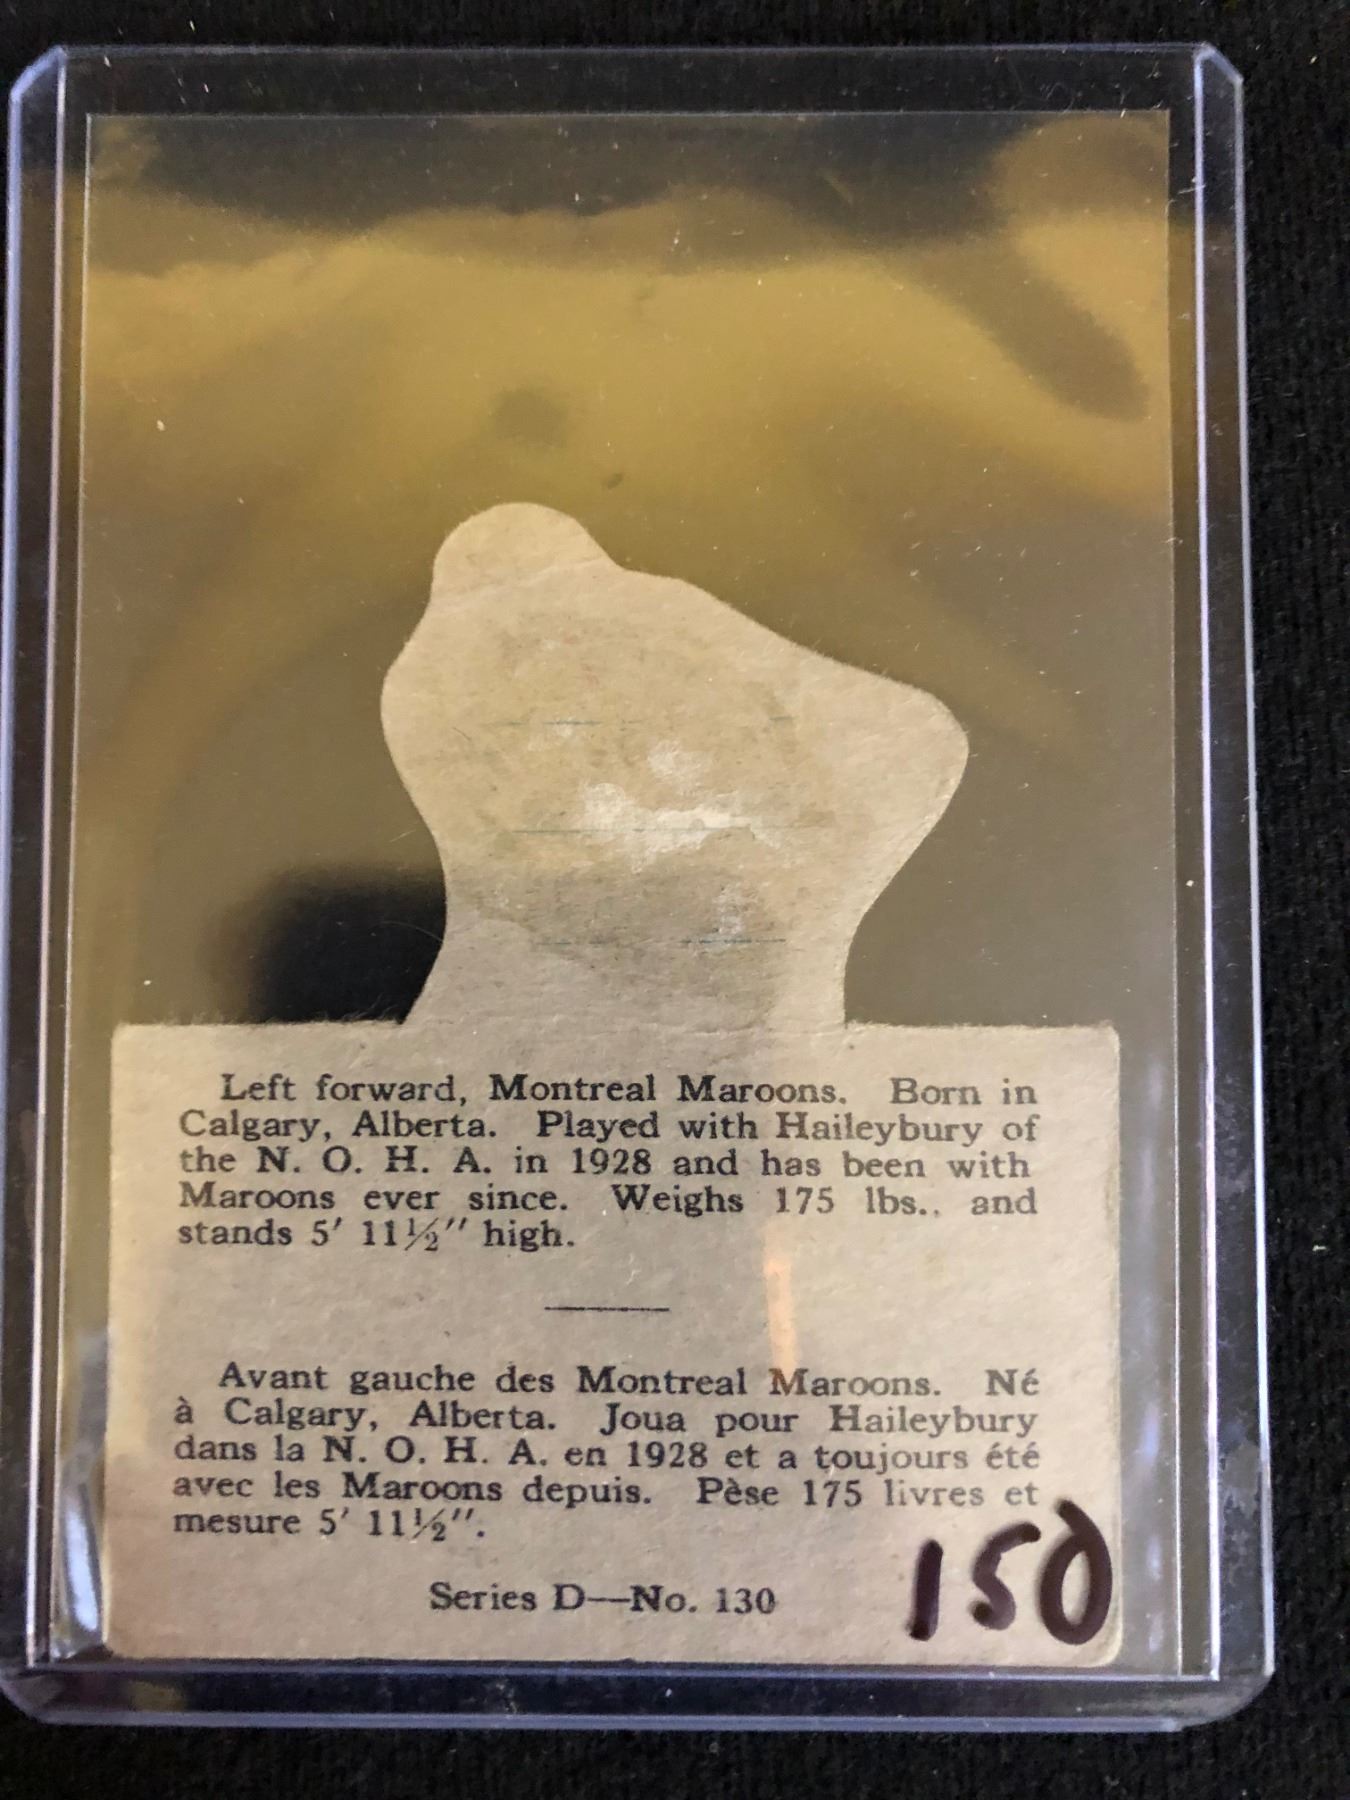 Left forward, Montreal Maroons. Born in
Calgary, Alberta. Played with Haileybury of
the N. O. H. A. in 1928 and has been with
Maroons ever since. Weighs 175 lbs., and
stands 5′ 11½″ high.
Avant gauche des Montreal Maroons. Né
à Calgary, Alberta. Joua pour Haileybury
dans la N. O. H. A. en 1928 et a toujours été
avec les Maroons depuis. Pèse 175 livres et
mesure 5′ 11½″.
150
Series D—No. 130